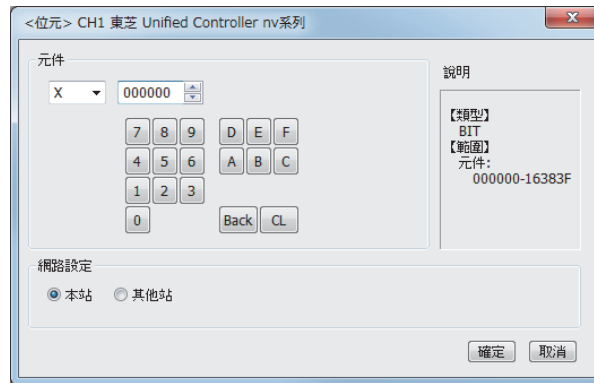 <位元> CH1 東芝 Unified Controller nv系列
元件
X 000000
7 8 9 D E F
4 5 6 A B C
1 2 3
0 Back CL
說明
【類型】
BIT
【範圍】
元件:
000000-16383F
網路設定
本站 其他站
確定 取消